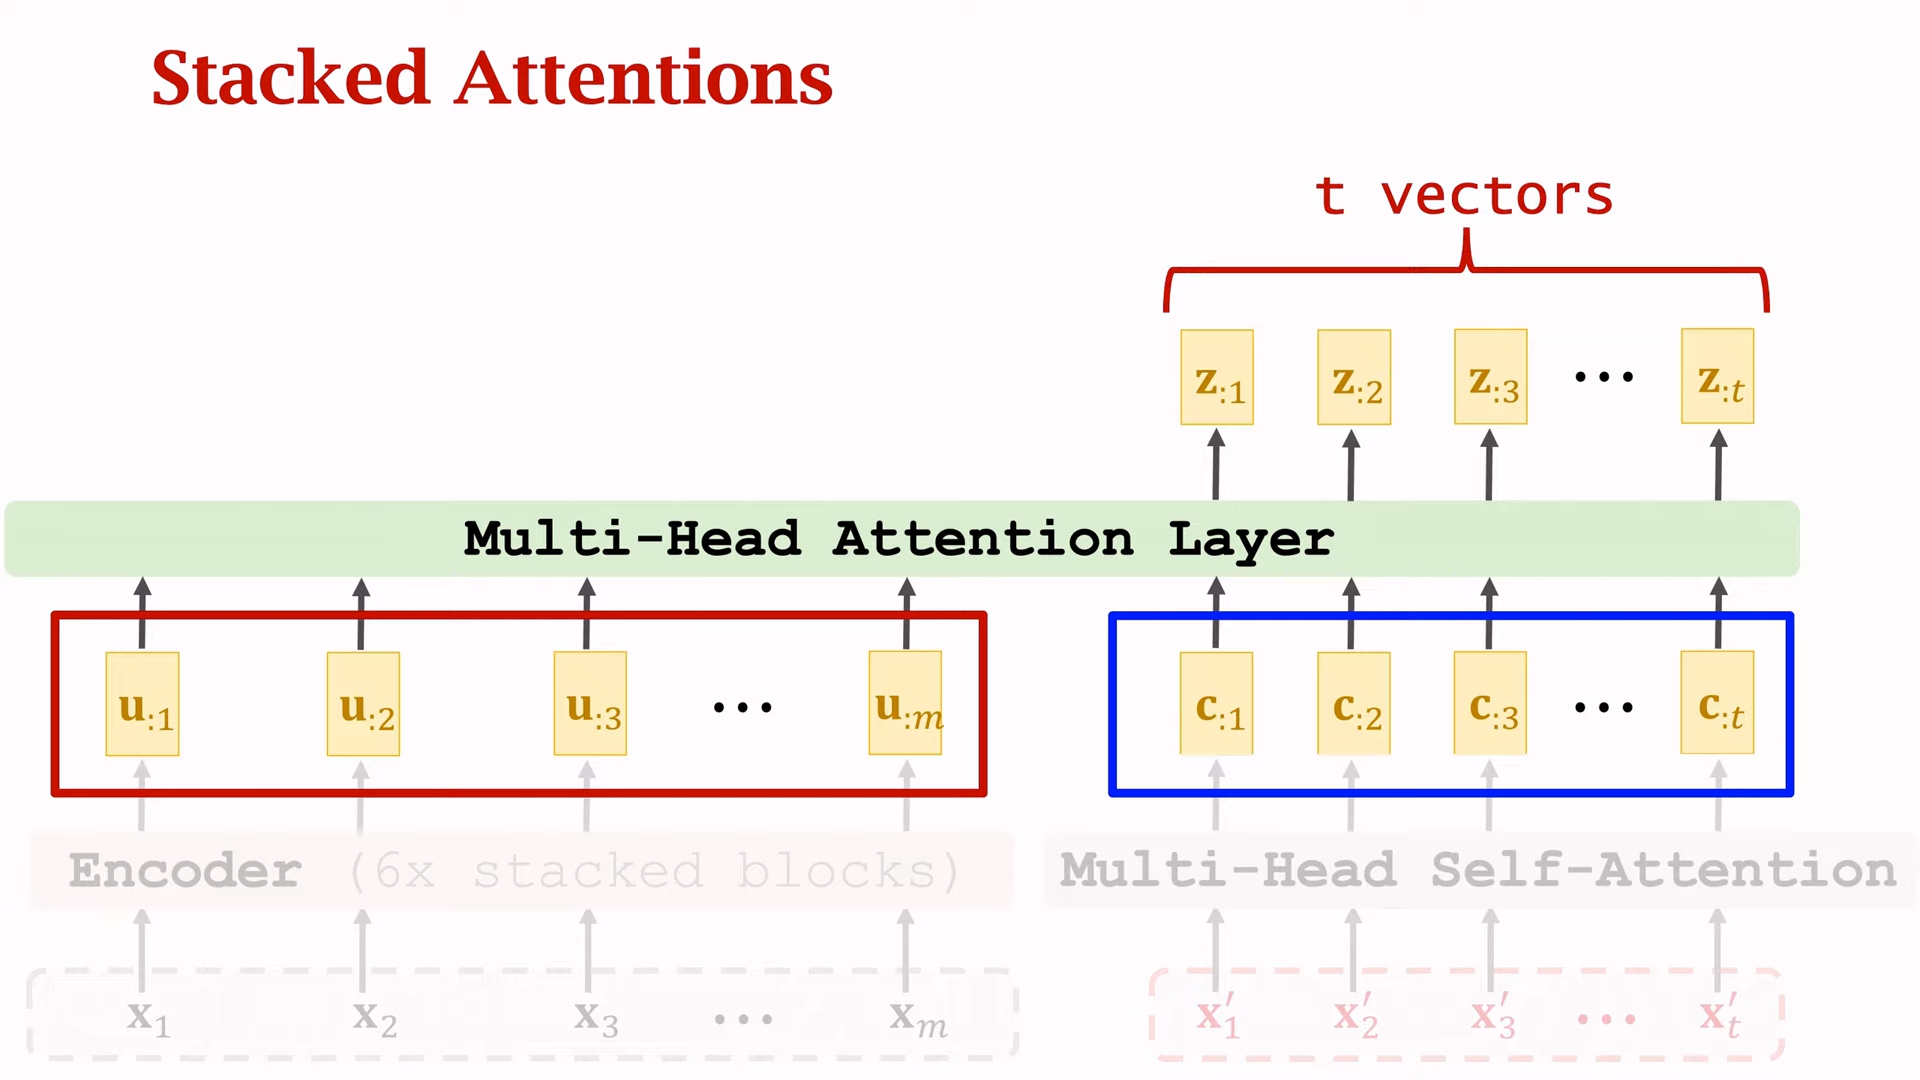 Stacked Attentions
t vectors
z:1 z:2 z:3 ... z:t
Multi-Head Attention Layer
u:1 u:2 u:3 ... u:m c:1 c:2 c:3 ... c:t
Encoder (6x stacked blocks) Multi-Head Self-Attention
x1 x2 x3 ... xm x′1 x′2 x′3 ... x′t